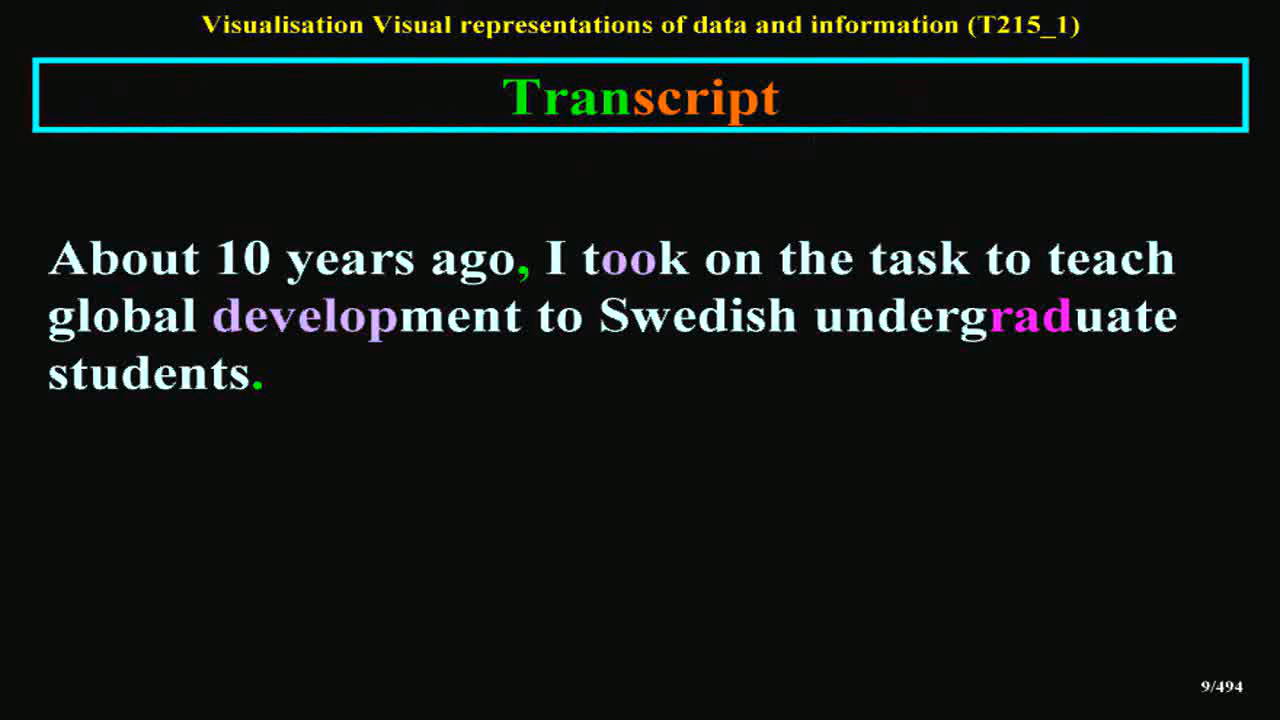 Visualisation Visual representations of data and information (T215_1)
Transcript
About 10 years ago, I took on the task to teach
global development to Swedish undergraduate
students.
9/494